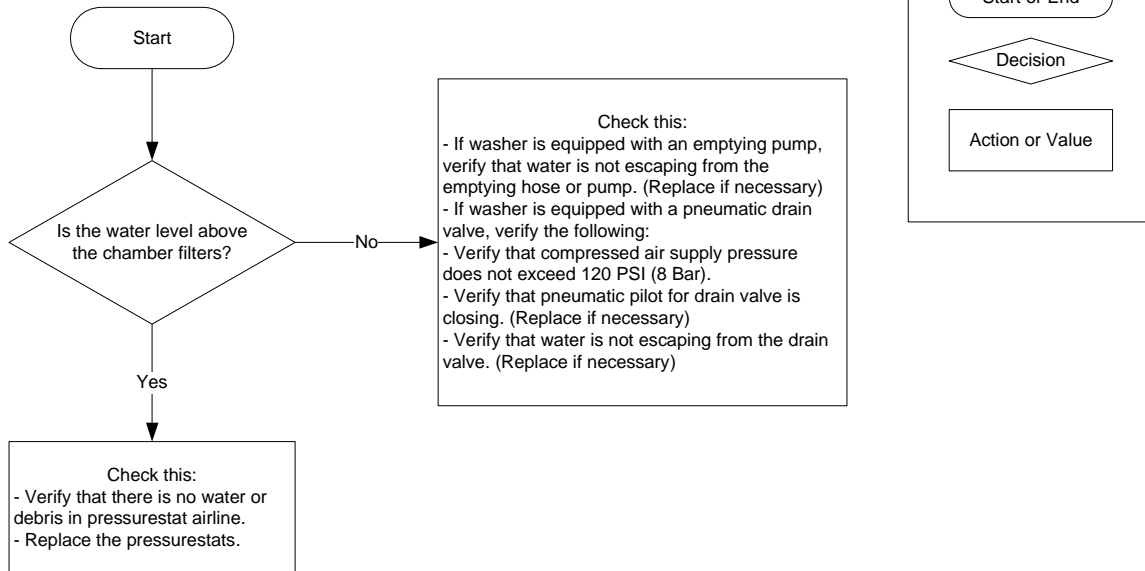 Start or End
Start
Decision
Check this:
- If washer is equipped with an emptying pump,
verify that water is not escaping from the
emptying hose or pump. (Replace if necessary)
- If washer is equipped with a pneumatic drain
valve, verify the following:
- Verify that compressed air supply pressure
does not exceed 120 PSI (8 Bar).
- Verify that pneumatic pilot for drain valve is
closing. (Replace if necessary)
- Verify that water is not escaping from the drain
valve. (Replace if necessary)
Action or Value
Is the water level above
the chamber filters?
No
Yes
Check this:
- Verify that there is no water or
debris in pressurestat airline.
- Replace the pressurestats.